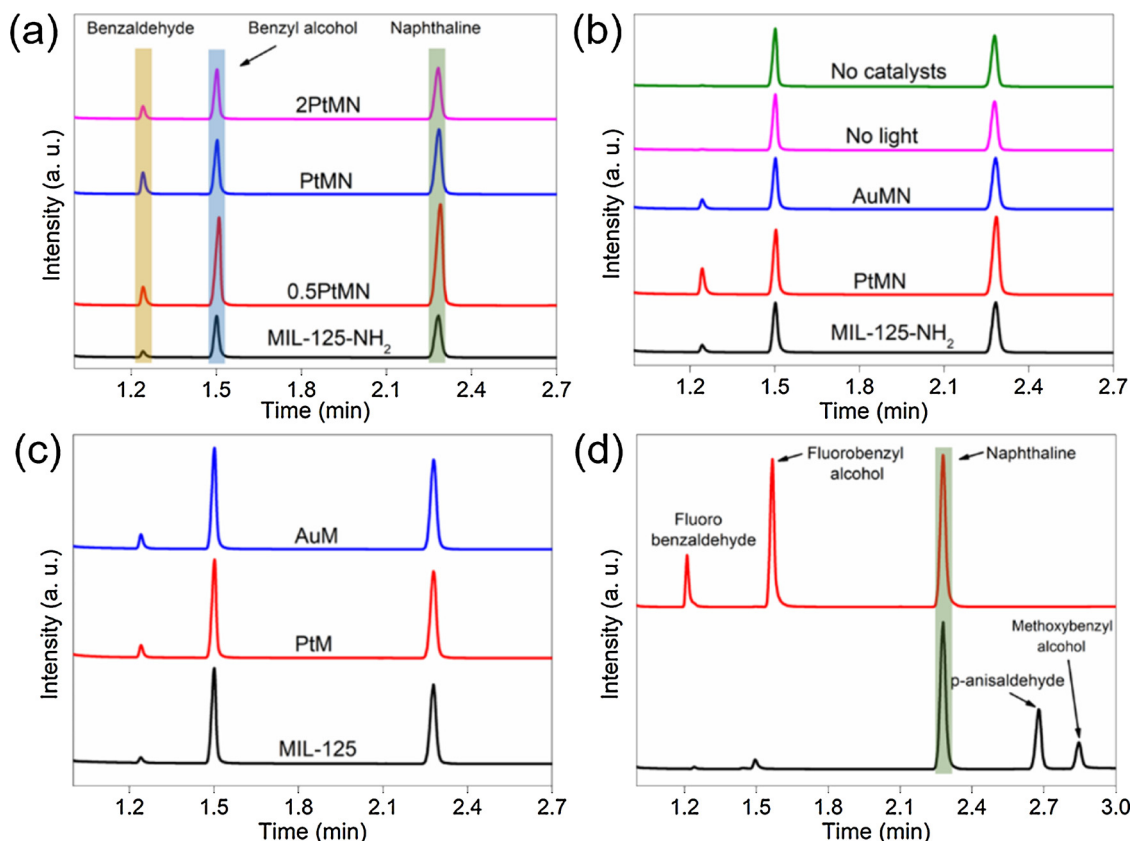 (a)
Benzaldehyde
Benzyl alcohol
Naphthaline
2PtMN
PtMN
0.5PtMN
MIL-125-NH2
Intensity (a. u.)
1.2 1.5 1.8 2.1 2.4 2.7
Time (min)
(b)
No catalysts
No light
AuMN
PtMN
MIL-125-NH2
Intensity (a. u.)
1.2 1.5 1.8 2.1 2.4 2.7
Time (min)
(c)
AuM
PtM
MIL-125
Intensity (a. u.)
1.2 1.5 1.8 2.1 2.4 2.7
Time (min)
(d)
Fluorobenzyl
alcohol
Naphthaline
Fluoro
benzaldehyde
Methoxybenzyl
alcohol
p-anisaldehyde
Intensity (a. u.)
1.2 1.5 1.8 2.1 2.4 2.7 3.0
Time (min)